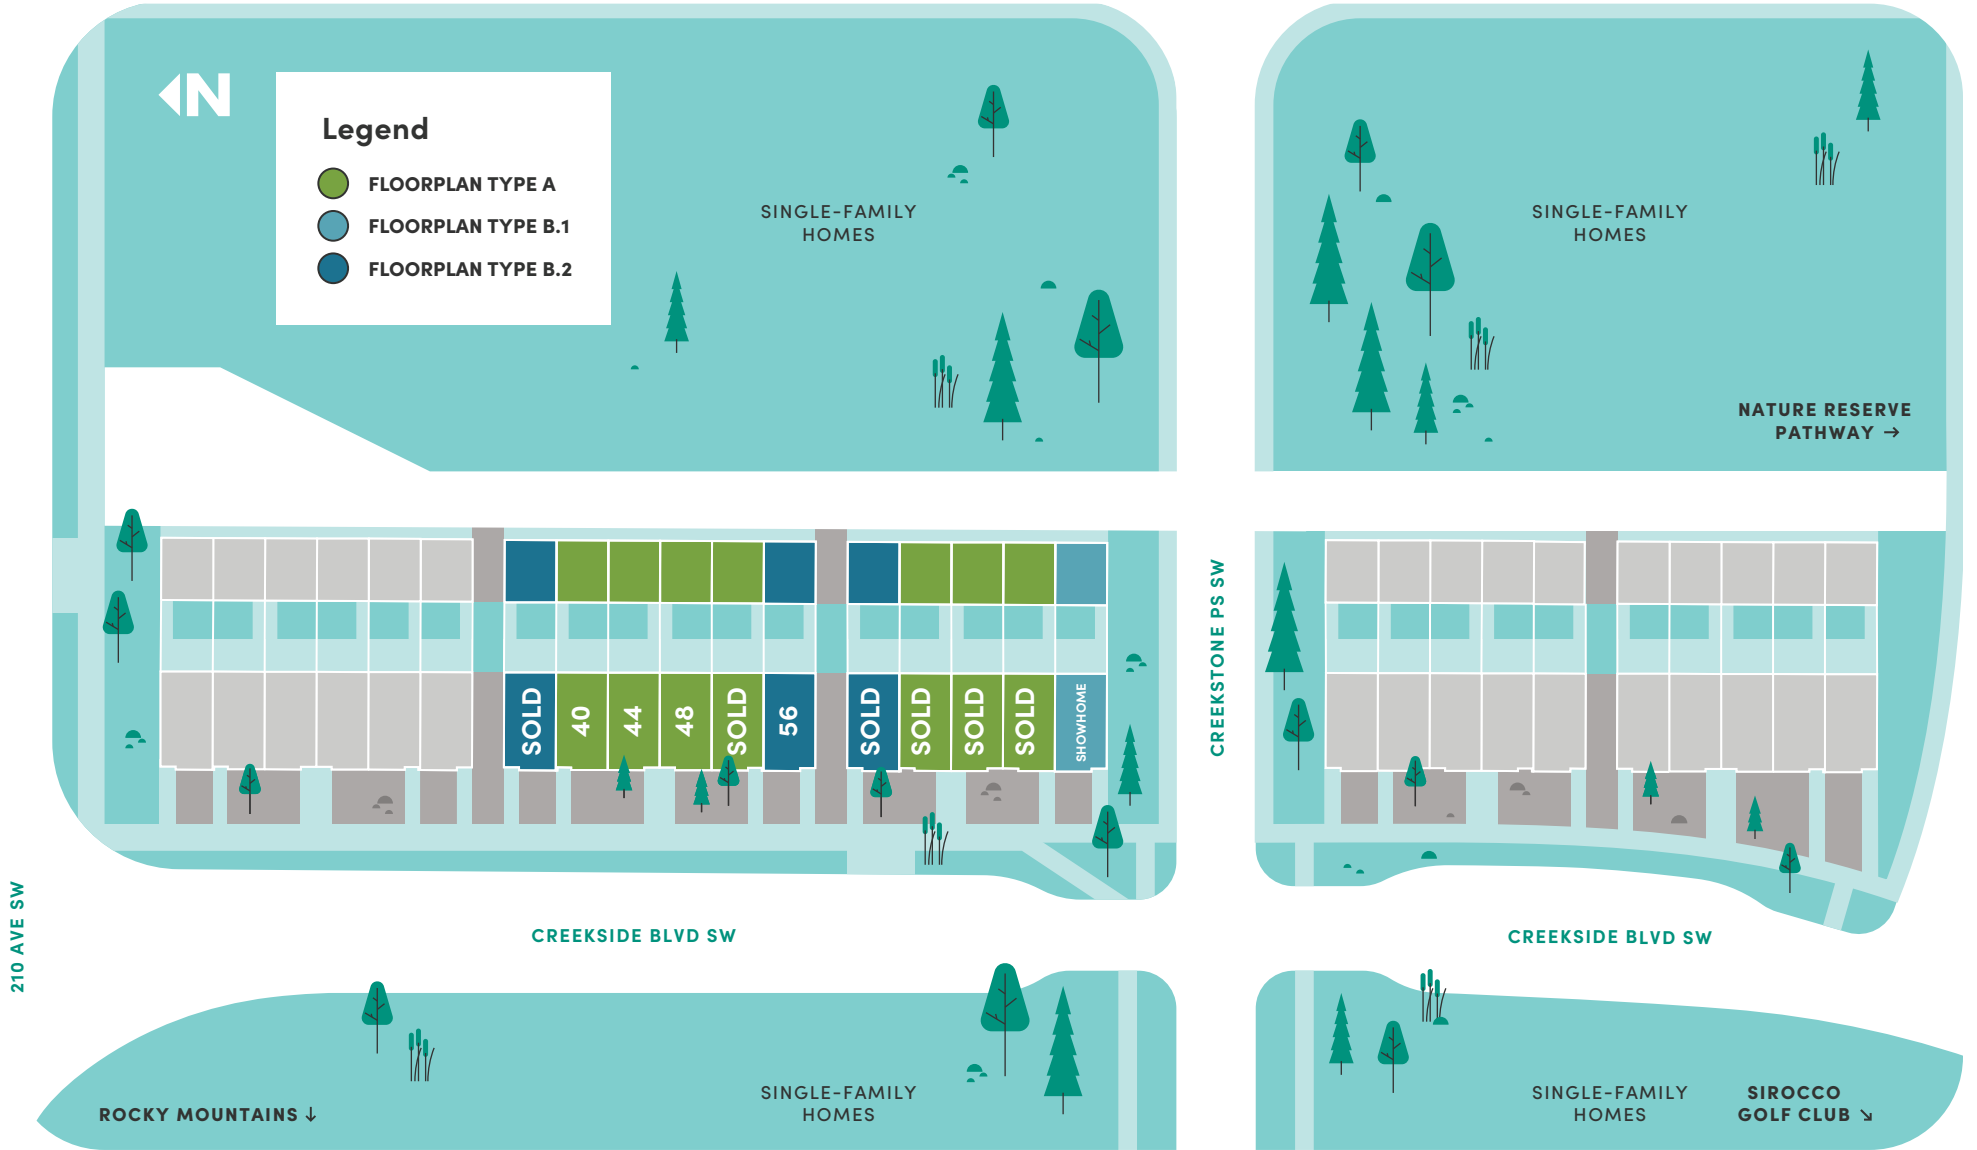 N
Legend
FLOORPLAN TYPE A
FLOORPLAN TYPE B.1
FLOORPLAN TYPE B.2
SINGLE-FAMILY
HOMES
SINGLE-FAMILY
HOMES
NATURE RESERVE
PATHWAY →
SOLD
40
44
48
SOLD
56
SOLD
SOLD
SOLD
SOLD
SHOWHOME
CREEKSTONE PS SW
210 AVE SW
CREEKSIDE BLVD SW
CREEKSIDE BLVD SW
ROCKY MOUNTAINS ↓
SINGLE-FAMILY
HOMES
SINGLE-FAMILY
HOMES
SIROCCO
GOLF CLUB ↘